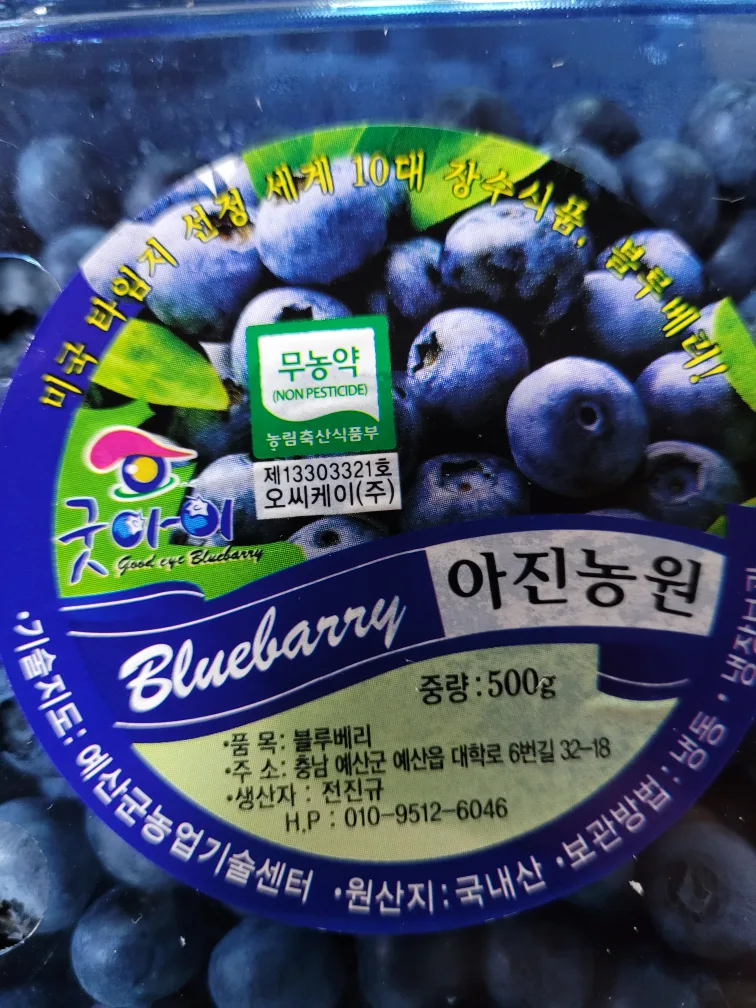 미국 타임지 선정 세계 10대 장수식품, 블루베리!
무농약
(NON PESTICIDE)
농림축산식품부
제13303321호
오씨케이(주)
굿아이
Good eye Bluebarry
Bluebarry
아진농원
중량:500g
·품 목: 블루베리
·주 소: 충남 예산군 예산읍 대학로 6번길 32-18
·생산자 : 전진규
H.P : 010-9512-6046
·기술지도: 예산군농업기술센터 ·원산지:국내산 ·보관방법:냉동·